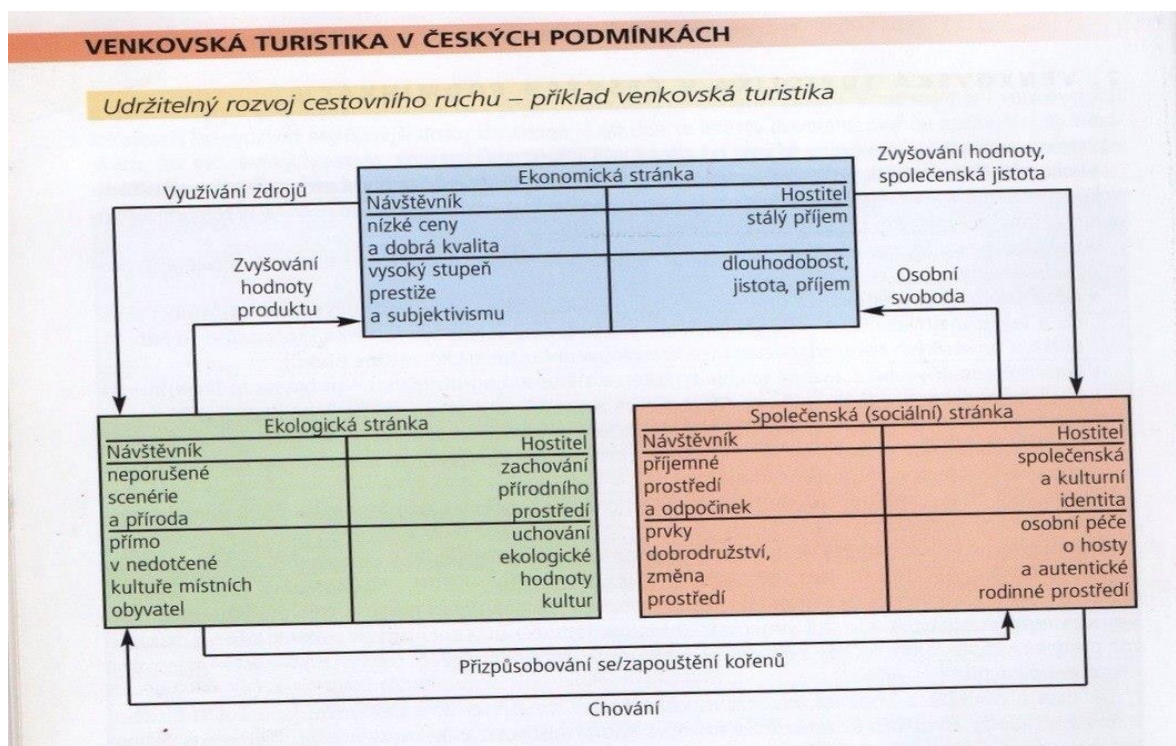 VENKOVSKÁ TURISTIKA V ČESKÝCH PODMÍNKÁCH
Udržitelný rozvoj cestovního ruchu – příklad venkovská turistika
Využívání zdrojů
Zvyšování hodnoty,
společenská jistota
Ekonomická stránka
Návštěvník Hostitel
nízké ceny stálý příjem
a dobrá kvalita
vysoký stupeň dlouhodobost,
prestiže jistota, příjem
a subjektivismu
Zvyšování
hodnoty
produktu
Osobní
svoboda
Ekologická stránka
Návštěvník Hostitel
neporušené zachování
scenérie přírodního
a příroda prostředí
přímo uchování
v nedotčené ekologické
kultuře místních hodnoty
obyvatel kultur
Společenská (sociální) stránka
Návštěvník Hostitel
příjemné společenská
prostředí a kulturní
a odpočinek identita
prvky osobní péče
dobrodružství, o hosty
změna a autentické
prostředí rodinné prostředí
Přizpůsobování se/zapouštění kořenů
Chování